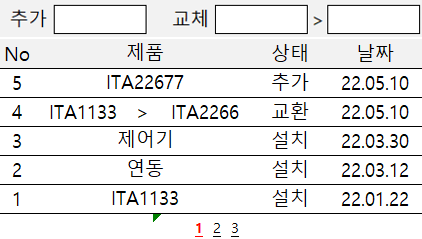 추가 교체 >
No 제품 상태 날짜
5 ITA22677 추가 22.05.10
4 ITA1133 > ITA2266 교환 22.05.10
3 제어기 설치 22.03.30
2 연동 설치 22.03.12
1 ITA1133 설치 22.01.22
1 2 3